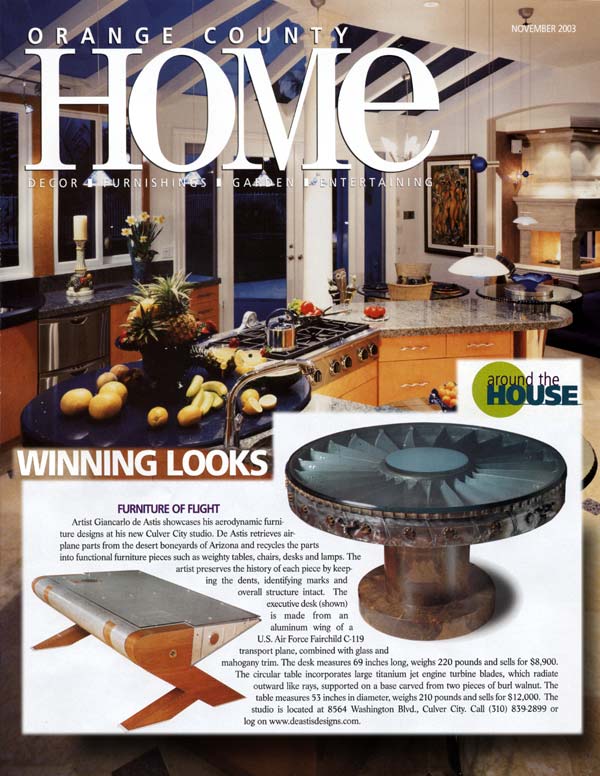 ORANGE COUNTY
NOVEMBER 2003
HOMe
DECOR FURNISHINGS GARDEN ENTERTAINING
around the
HOUSE
WINNING LOOKS
FURNITURE OF FLIGHT
Artist Giancarlo de Astis showcases his aerodynamic furni-
ture designs at his new Culver City studio. De Astis retrieves air-
plane parts from the desert boneyards of Arizona and recycles the parts
into functional furniture pieces such as weighty tables, chairs, desks and lamps. The
artist preserves the history of each piece by keep-
ing the dents, identifying marks and
overall structure intact. The
executive desk (shown)
is made from an
aluminum wing of a
U.S. Air Force Fairchild C-119
transport plane, combined with glass and
mahogany trim. The desk measures 69 inches long, weighs 220 pounds and sells for $8,900.
The circular table incorporates large titanium jet engine turbine blades, which radiate
outward like rays, supported on a base carved from two pieces of burl walnut. The
table measures 53 inches in diameter, weighs 210 pounds and sells for $12,000. The
studio is located at 8564 Washington Blvd., Culver City. Call (310) 839-2899 or
log on www.deastisdesigns.com.